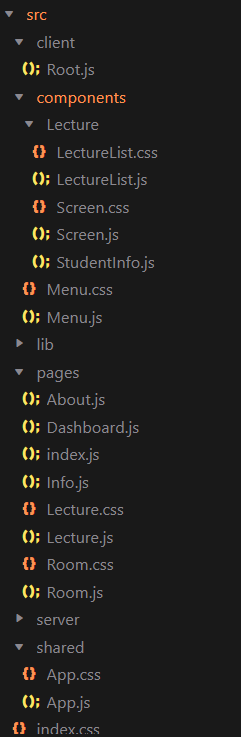 src
client
(); Root.js
components
Lecture
{} LectureList.css
(); LectureList.js
{} Screen.css
(); Screen.js
(); StudentInfo.js
{} Menu.css
(); Menu.js
lib
pages
(); About.js
(); Dashboard.js
(); index.js
(); Info.js
{} Lecture.css
(); Lecture.js
{} Room.css
(); Room.js
server
shared
{} App.css
(); App.js
{} index.css